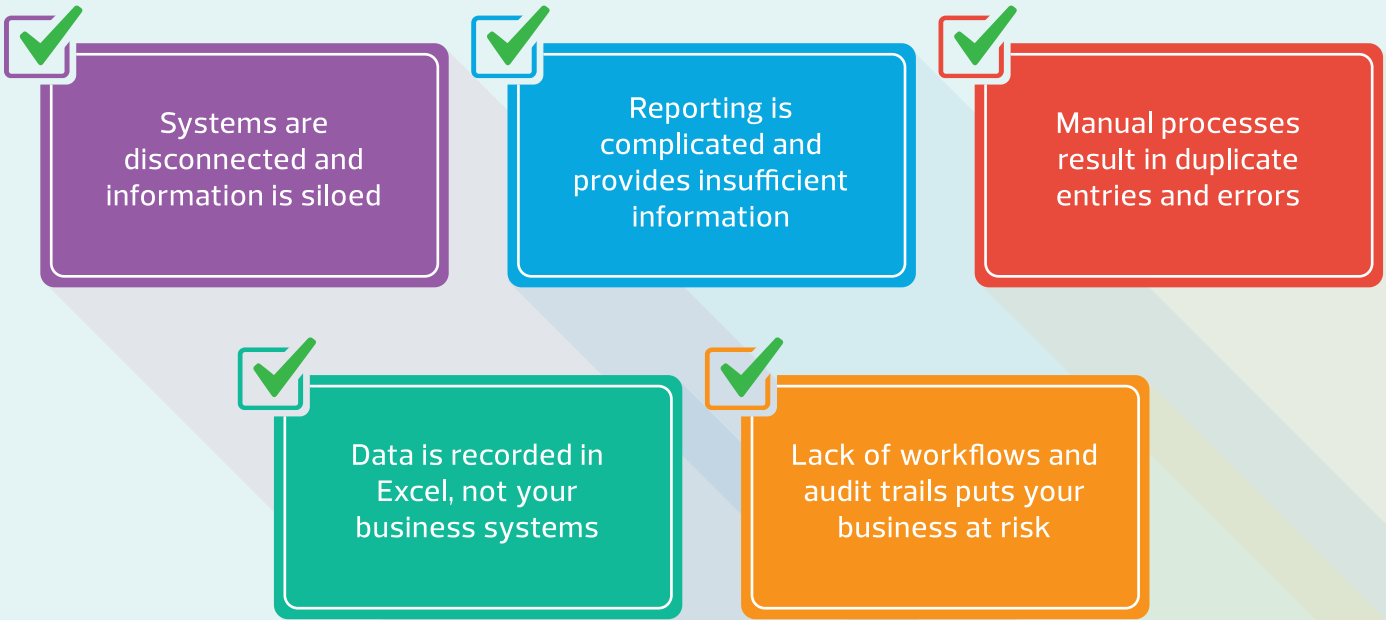 Systems are
disconnected and
information is siloed
Reporting is
complicated and
provides insufficient
information
Manual processes
result in duplicate
entries and errors
Data is recorded in
Excel, not your
business systems
Lack of workflows and
audit trails puts your
business at risk